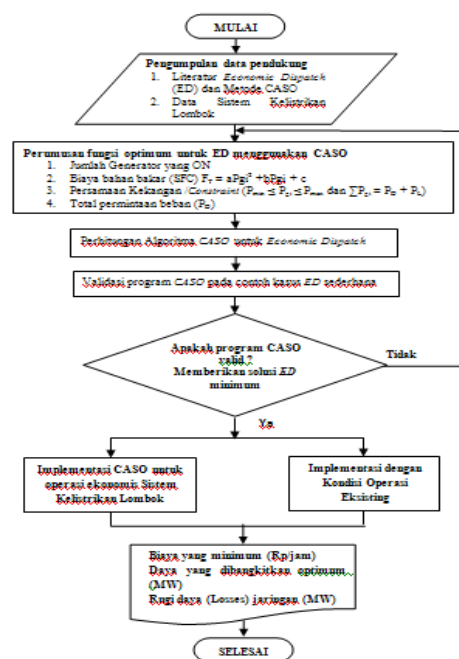 MULAI
Pengumpulan data pendukung
1. Literatur Economic Dispatch
(ED) dan Metode CASO
2. Data Sistem Kelistrikan
Lombok
Perumusan fungsi optimum untuk ED menggunakan CASO
1. Jumlah Generator yang ON
2. Biaya bahan bakar (SFC) Fᴛ = aPgi² +bPgi + c
3. Persamaan Kekangan /Constraint (Pmin ≤ Pgi ≤ Pmax dan ∑Pgi = PD + PL)
4. Total permintaan beban (PD)
Perhitungan Algoritma CASO untuk Economic Dispatch
Validasi program CASO pada contoh kasus ED sederhana
Apakah program CASO
valid ?
Memberikan solusi ED
minimum
Tidak
Ya
Implementasi CASO untuk
operasi ekonomis Sistem
Kelistrikan Lombok
Implementasi dengan
Kondisi Operasi
Eksisting
Biaya yang minimum (Rp/jam)
Daya yang dibangkitkan optimum
(MW)
Rugi daya (Losses) jaringan (MW)
SELESAI